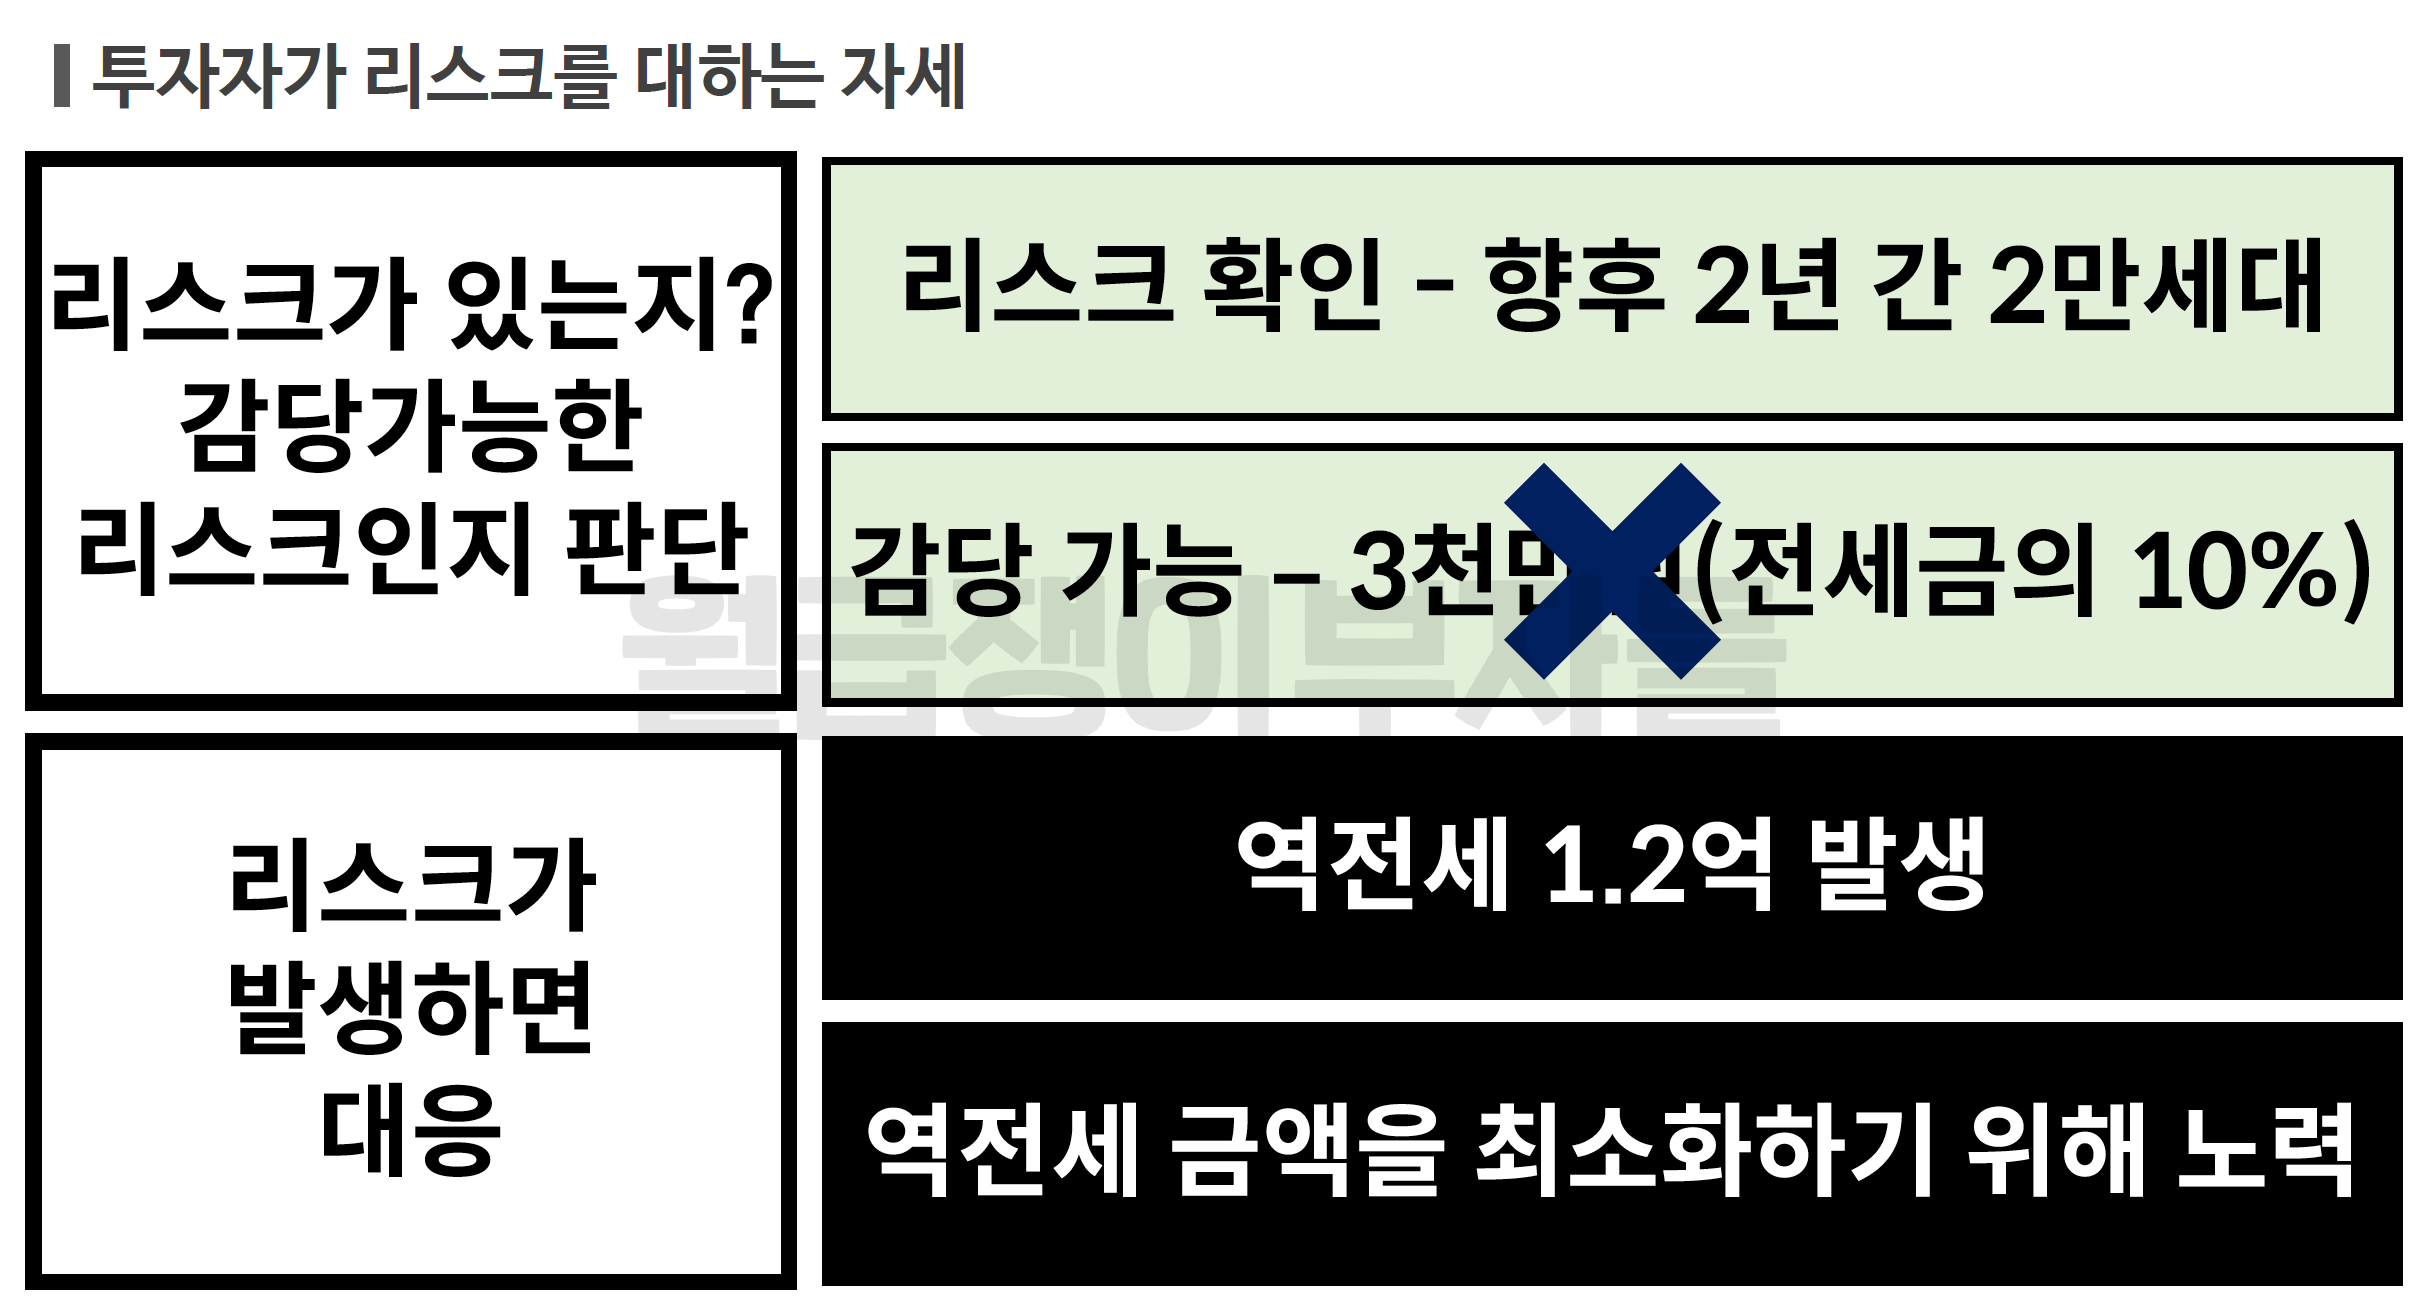 투자자가 리스크를 대하는 자세
리스크가 있는지?
감당가능한
리스크인지 판단
리스크 확인 - 향후 2년 간 2만세대
감당 가능 – 3천만원(전세금의 10%)
월급쟁이부자들
리스크가
발생하면
대응
역전세 1.2억 발생
역전세 금액을 최소화하기 위해 노력